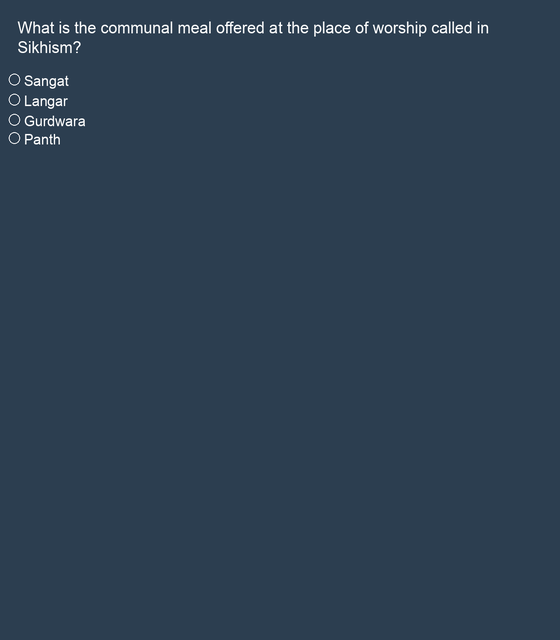 What is the communal meal offered at the place of worship called in
Sikhism?
Sangat
Langar
Gurdwara
Panth